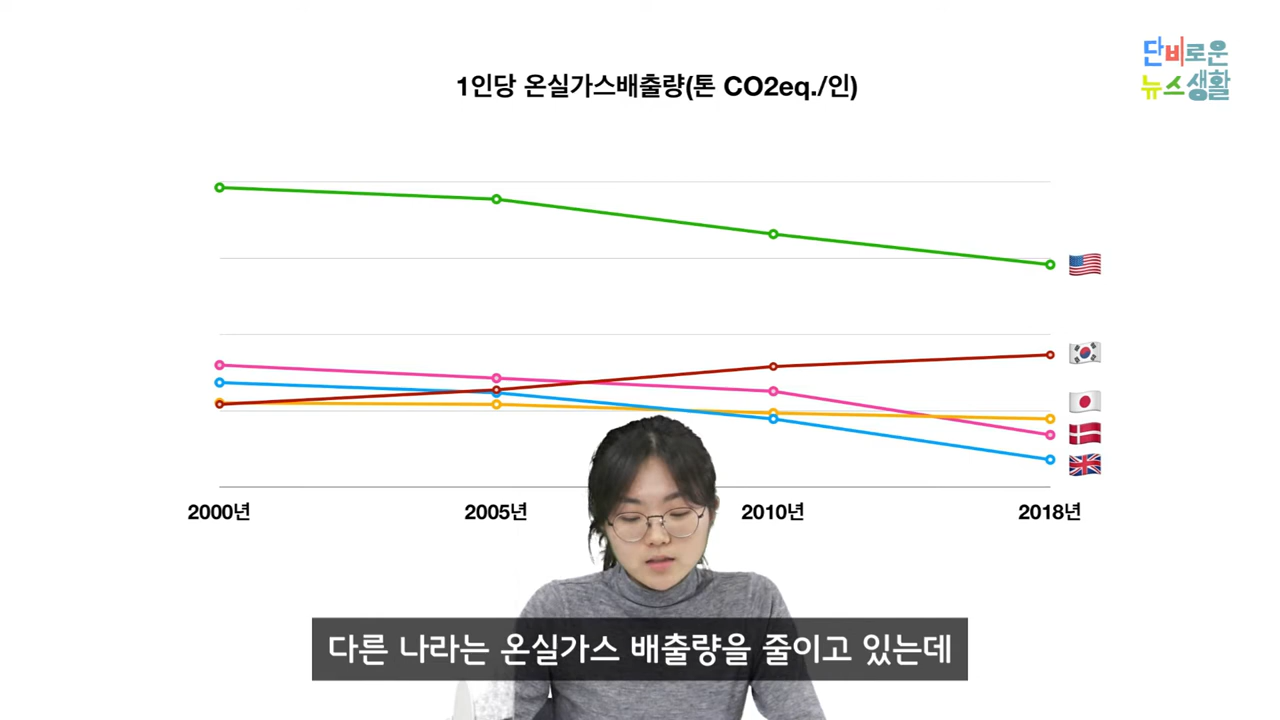 단비로운
뉴스생활
1인당 온실가스배출량(톤 CO2eq./인)
2000년
2005년
2010년
2018년
다른 나라는 온실가스 배출량을 줄이고 있는데